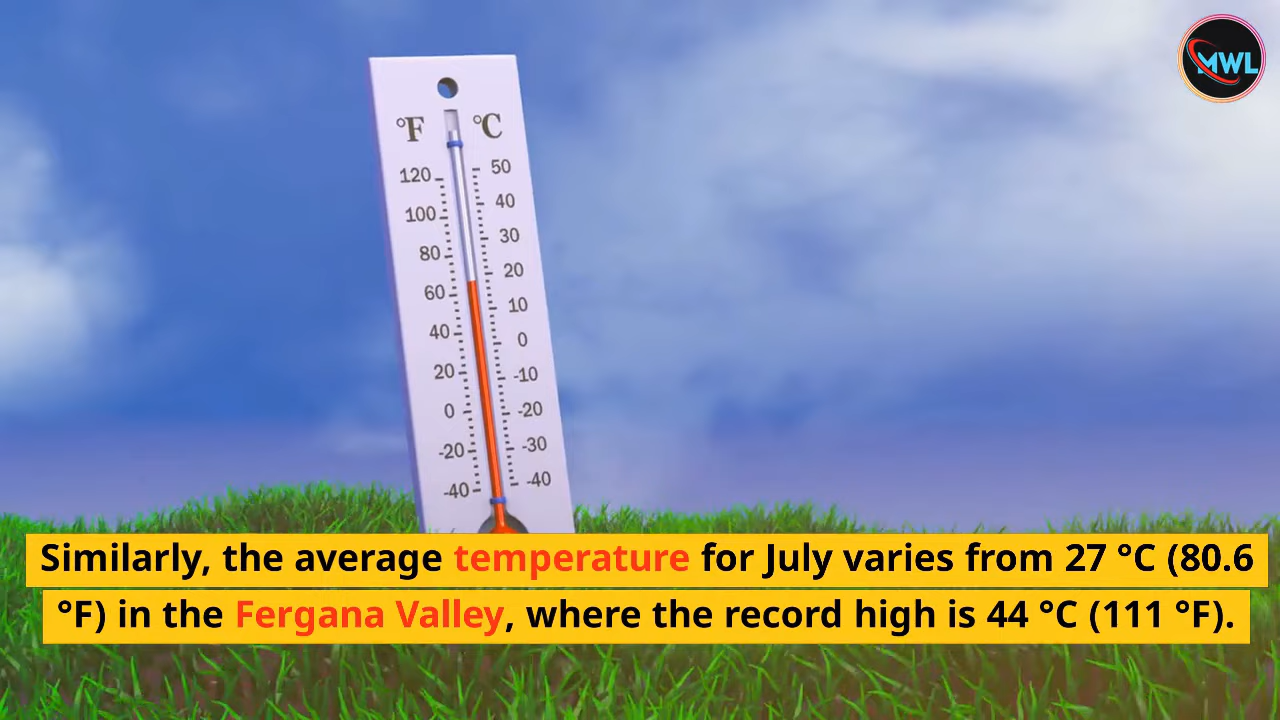 MWL
°F °C
120 50
100 40
80 30
60 20
40 10
20 0
0 -10
-20 -20
-40 -30
-40
Similarly, the average temperature for July varies from 27 °C (80.6
°F) in the Fergana Valley, where the record high is 44 °C (111 °F).